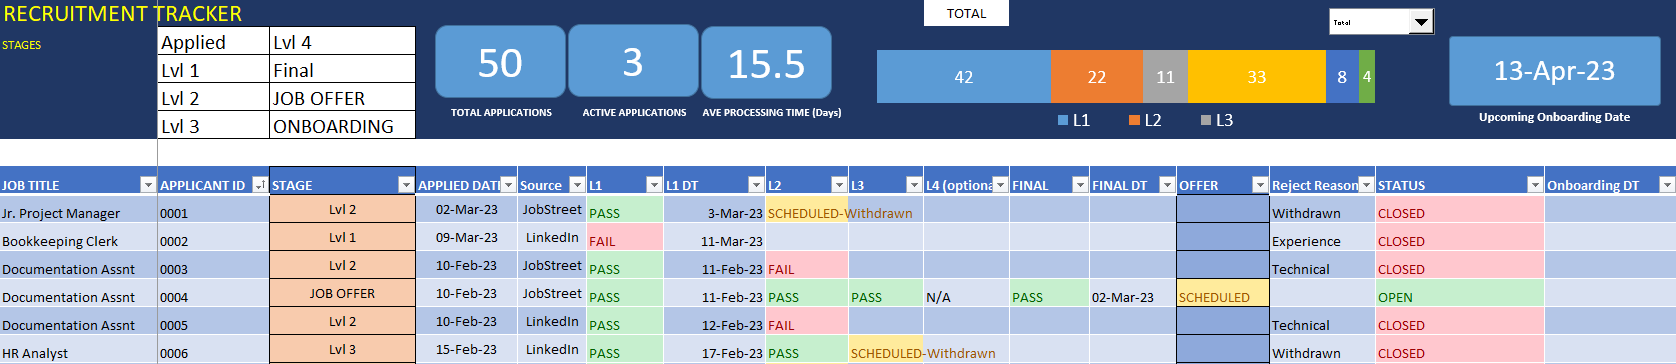 RECRUITMENT TRACKER
STAGES
Applied Lvl 4
Lvl 1 Final
Lvl 2 JOB OFFER
Lvl 3 ONBOARDING
50
TOTAL APPLICATIONS
3
ACTIVE APPLICATIONS
15.5
AVE PROCESSING TIME (Days)
TOTAL
Total
42 22 11 33 8 4
L1 L2 L3
13-Apr-23
Upcoming Onboarding Date
JOB TITLE APPLICANT ID STAGE APPLIED DATE Source L1 L1 DT L2 L3 L4 (optiona FINAL FINAL DT OFFER Reject Reason STATUS Onboarding DT
Jr. Project Manager 0001 Lvl 2 02-Mar-23 JobStreet PASS 3-Mar-23 SCHEDULED-Withdrawn Withdrawn CLOSED
Bookkeeping Clerk 0002 Lvl 1 09-Mar-23 LinkedIn FAIL 11-Mar-23 Experience CLOSED
Documentation Assnt 0003 Lvl 2 10-Feb-23 JobStreet PASS 11-Feb-23 FAIL Technical CLOSED
Documentation Assnt 0004 JOB OFFER 10-Feb-23 JobStreet PASS 11-Feb-23 PASS PASS N/A PASS 02-Mar-23 SCHEDULED OPEN
Documentation Assnt 0005 Lvl 2 10-Feb-23 LinkedIn PASS 12-Feb-23 FAIL Technical CLOSED
HR Analyst 0006 Lvl 3 15-Feb-23 LinkedIn PASS 17-Feb-23 PASS SCHEDULED-Withdrawn Withdrawn CLOSED